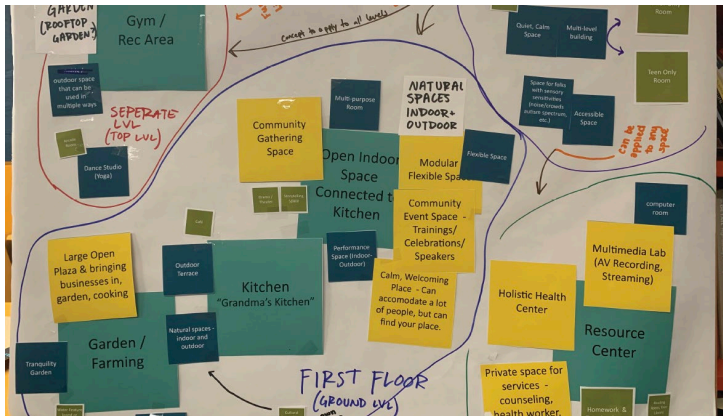 GARDEN
(ROOFTOP
GARDEN)
Gym /
Rec Area
outdoor space
that can be
used in
multiple ways
SEPERATE
LVL
(TOP LVL)
Dance Studio
(Yoga)
concept to apply to all levels
Multi-purpose
Room
NATURAL
SPACES
INDOOR+
OUTDOOR
Community
Gathering
Space
Open Indoor
Space
Connected to
Kitchen
Modular
Flexible Space
Flexible Space
Community
Event Space -
Trainings/
Celebrations/
Speakers
Performance
Space (Indoor-
Outdoor)
Calm, Welcoming
Place - Can
accomodate a lot
of people, but can
find your place.
Large Open
Plaza & bringing
businesses in,
garden, cooking
Outdoor
Terrace
Kitchen
"Grandma's Kitchen"
Natural spaces -
indoor and
outdoor
Garden /
Farming
Tranquility
Garden
FIRST FLOOR
(GROUND LVL)
Quiet, Calm
Space
Multi-level
building
Room
Teen Only
Room
Space for folks
with sensory
sensitivities
(noise/crowds
autism spectrum,
etc.)
Accessible
Space
can be
applied
to any
space
computer
room
Multimedia Lab
(AV Recording,
Streaming)
Holistic Health
Center
Resource
Center
Private space for
services -
counseling,
health worker,
Homework &